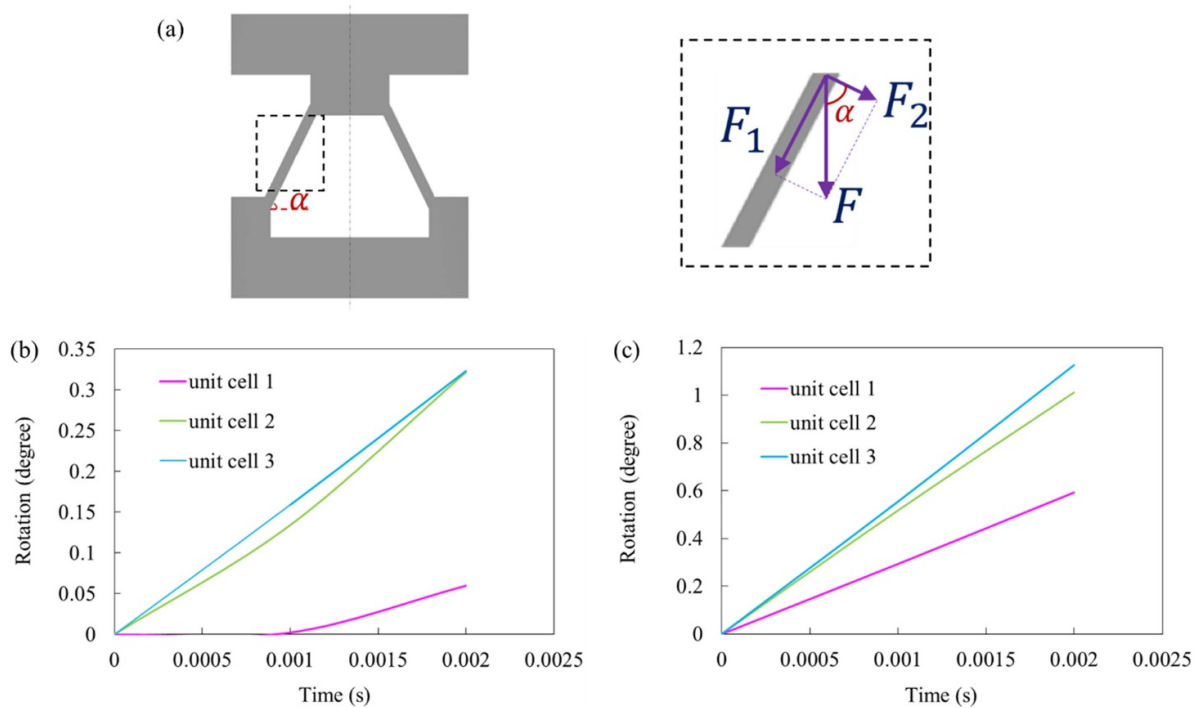 (a)
α
F₁
α
F₂
F
(b)
0.35
0.3
0.25
0.2
0.15
0.1
0.05
0
Rotation (degree)
unit cell 1
unit cell 2
unit cell 3
0 0.0005 0.001 0.0015 0.002 0.0025
Time (s)
(c)
1.2
1
0.8
0.6
0.4
0.2
0
Rotation (degree)
unit cell 1
unit cell 2
unit cell 3
0 0.0005 0.001 0.0015 0.002 0.0025
Time (s)